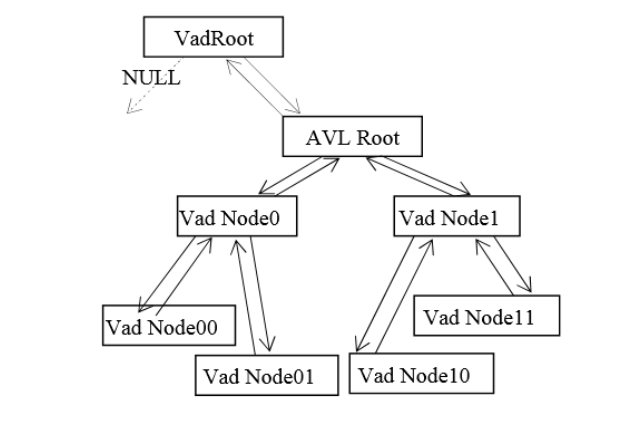 VadRoot
NULL
AVL Root
Vad Node0
Vad Node1
Vad Node00
Vad Node11
Vad Node01
Vad Node10